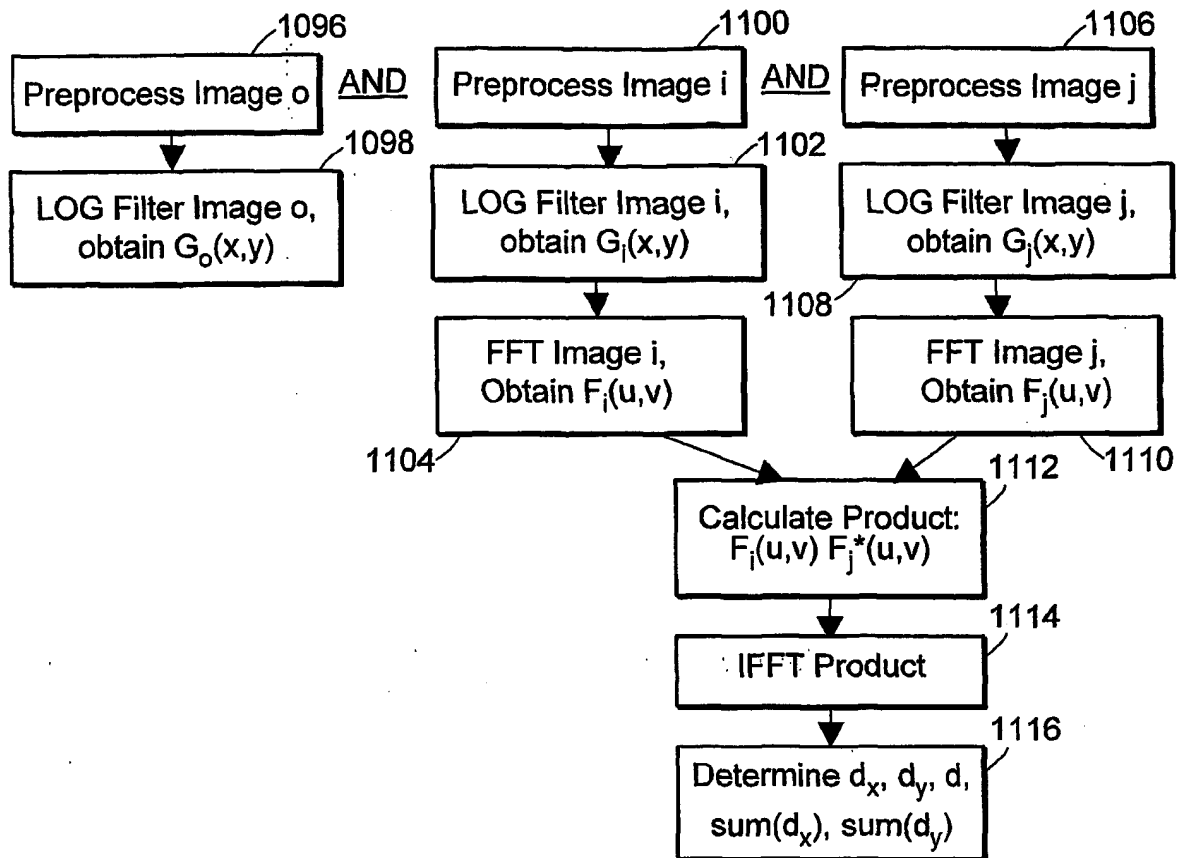 1096
1100
1106
Preprocess Image o
AND
Preprocess Image i
AND
Preprocess Image j
1098
1102
LOG Filter Image o,
obtain Go(x,y)
LOG Filter Image i,
obtain Gi(x,y)
LOG Filter Image j,
obtain Gj(x,y)
1108
FFT Image i,
Obtain Fi(u,v)
FFT Image j,
Obtain Fj(u,v)
1104
1110
1112
Calculate Product:
Fi(u,v) Fj*(u,v)
1114
IFFT Product
1116
Determine dx, dy, d,
sum(dx), sum(dy)